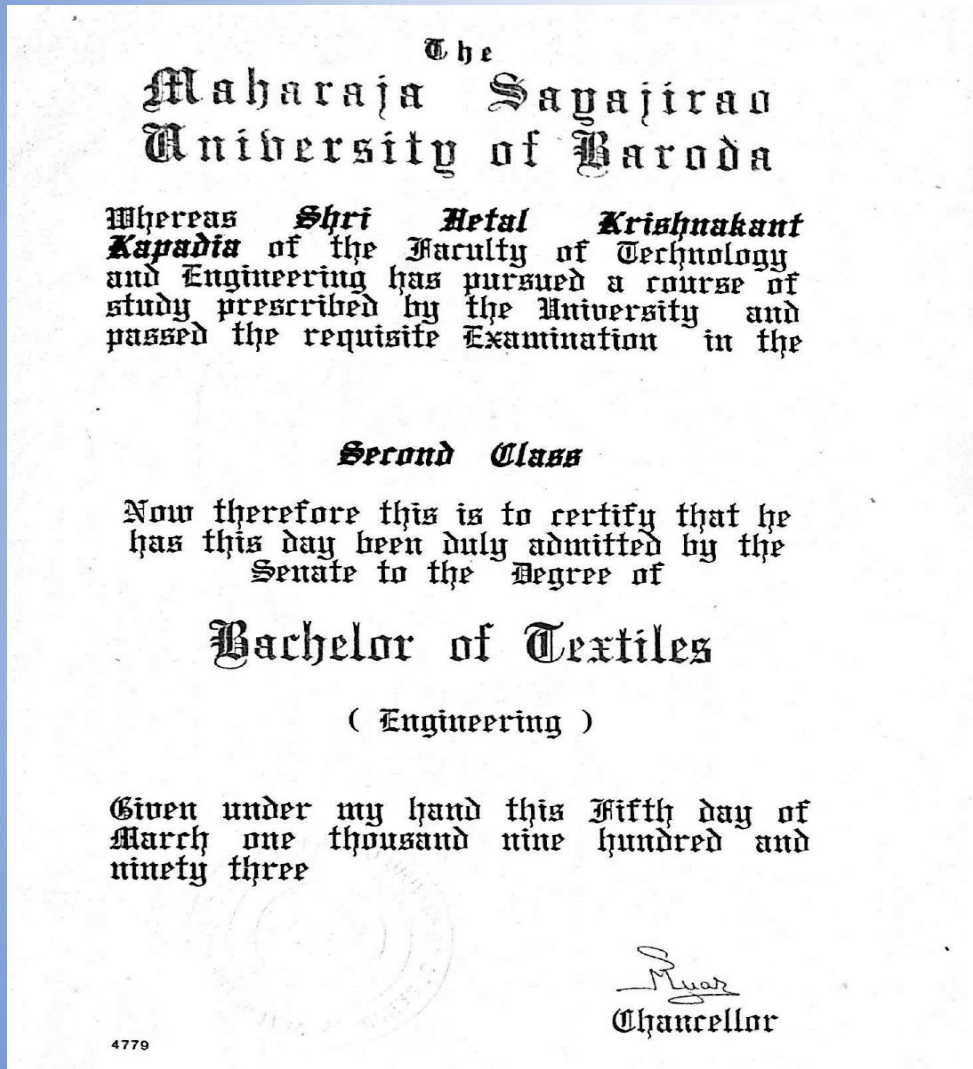 The
Maharaja Sayajirao
University of Baroda
Whereas Shri Hetal Krishnakant
Kapadia of the Faculty of Technology
and Engineering has pursued a course of
study prescribed by the University and
passed the requisite Examination in the
Second Class
Now therefore this is to certify that he
has this day been duly admitted by the
Senate to the Degree of
Bachelor of Textiles
( Engineering )
Given under my hand this Fifth day of
March one thousand nine hundred and
ninety three
Chancellor
4779